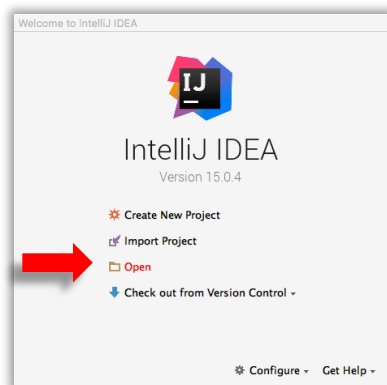 Welcome to IntelliJ IDEA
IJ
IntelliJ IDEA
Version 15.0.4
Create New Project
Import Project
Open
Check out from Version Control
Configure Get Help